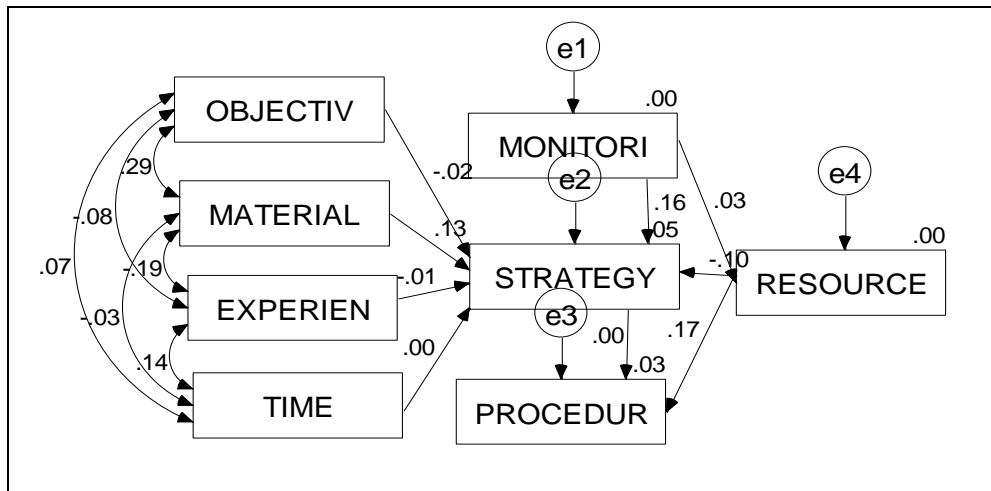 e1
OBJECTIV
.00
MONITORI
-.02
.29
e2
e4
-.08
MATERIAL
.16
.03
.13
.05
.00
.07
-.19
-.01
STRATEGY
-.10
RESOURCE
EXPERIEN
-.03
e3
.00
.17
.00
.14
.03
TIME
PROCEDUR